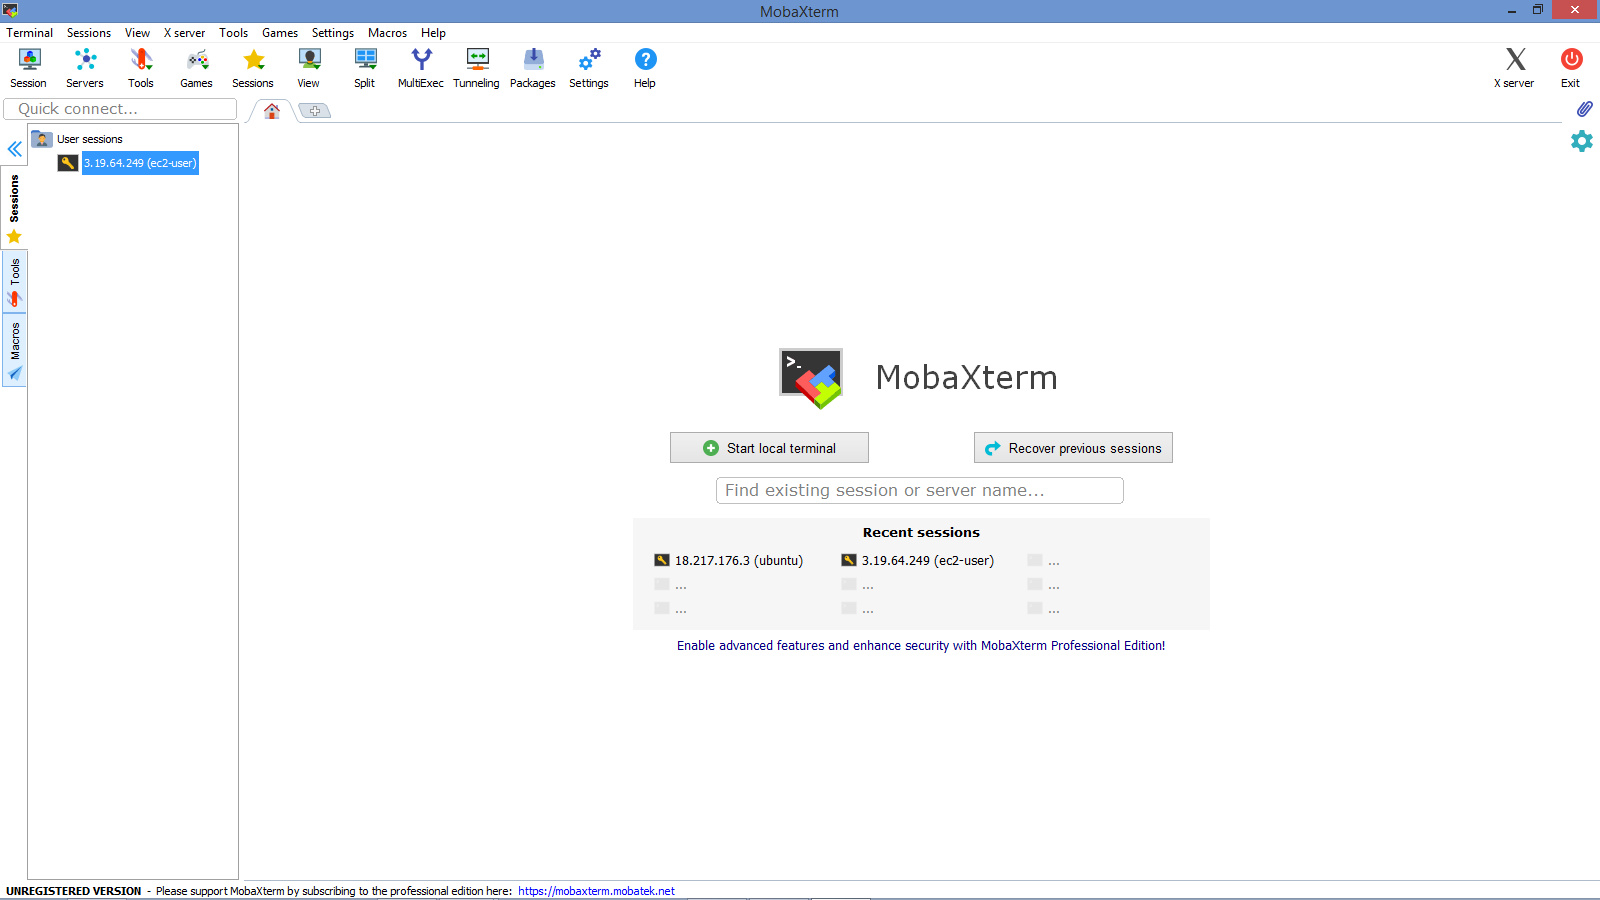 MobaXterm
Terminal Sessions View X server Tools Games Settings Macros Help
Session Servers Tools Games Sessions View Split MultiExec Tunneling Packages Settings Help X server Exit
Quick connect...
User sessions
3.19.64.249 (ec2-user)
Sessions
Tools
Macros
>_
MobaXterm
Start local terminal Recover previous sessions
Find existing session or server name...
Recent sessions
18.217.176.3 (ubuntu) 3.19.64.249 (ec2-user) ...
... ... ...
... ... ...
Enable advanced features and enhance security with MobaXterm Professional Edition!
UNREGISTERED VERSION - Please support MobaXterm by subscribing to the professional edition here: https://mobaxterm.mobatek.net